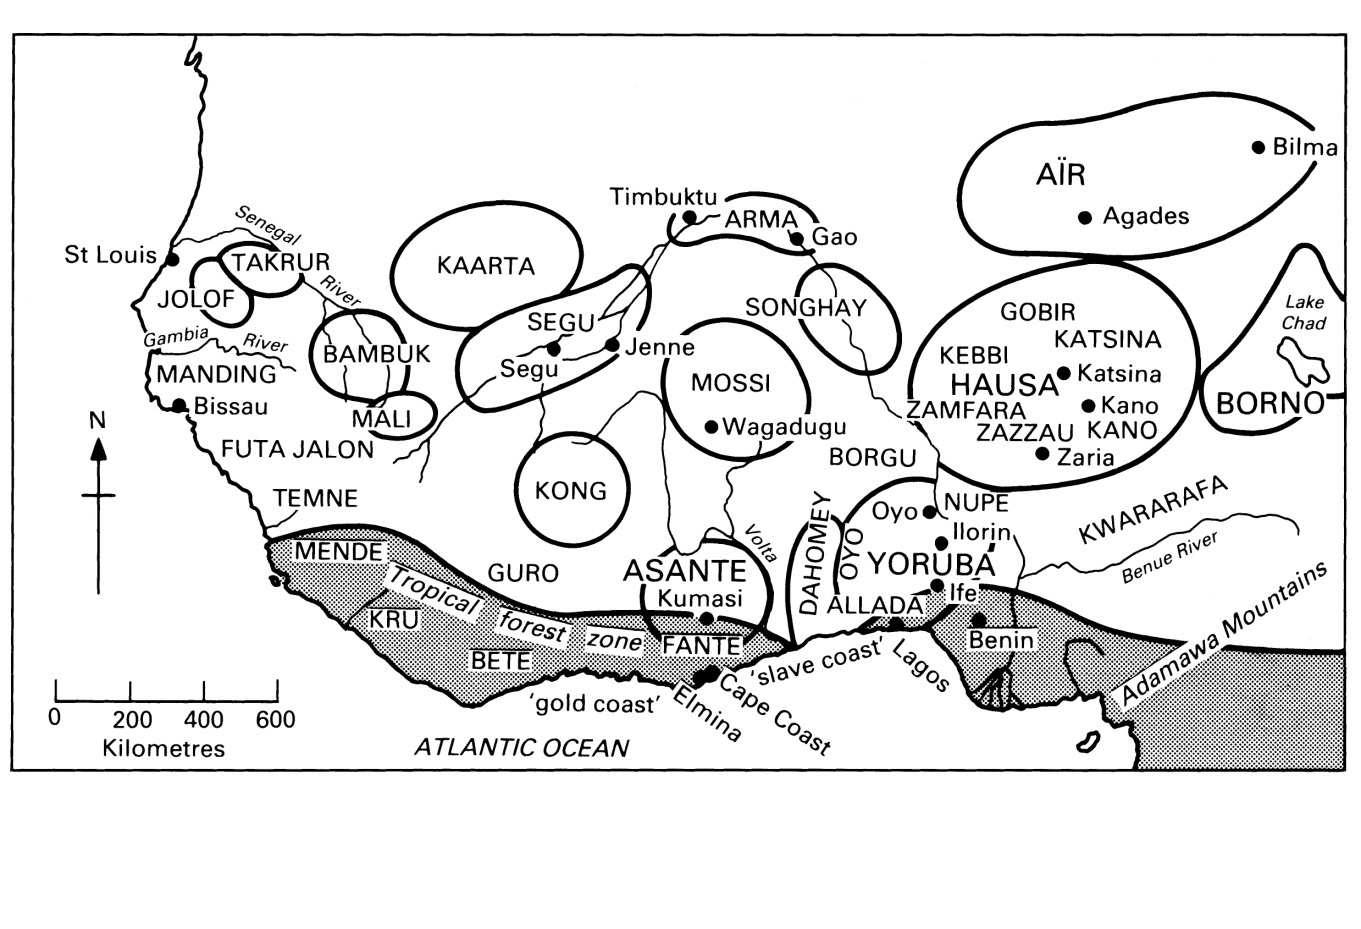 Bilma
AÏR
Agades
Timbuktu
ARMA
Gao
Senegal
River
St Louis
TAKRUR
JOLOF
KAARTA
SONGHAY
GOBIR
KATSINA
Lake
Chad
SEGU
Segu
Jenne
Gambia
River
BAMBUK
MANDING
Bissau
MALI
MOSSI
Wagadugu
KEBBI
HAUSA
Katsina
ZAMFARA
Kano
ZAZZAU
KANO
Zaria
BORNO
N
FUTA JALON
BORGU
TEMNE
KONG
DAHOMEY
OYO
Oyo
NUPE
Ilorin
KWARARAFA
Benue River
Volta
MENDE
GURO
ASANTE
Kumasi
YORUBA
Ife
ALLADA
Tropical forest zone
KRU
FANTE
BETE
Benin
Adamawa Mountains
'slave coast'
Lagos
'gold coast'
Elmina
Cape Coast
0 200 400 600
Kilometres
ATLANTIC OCEAN